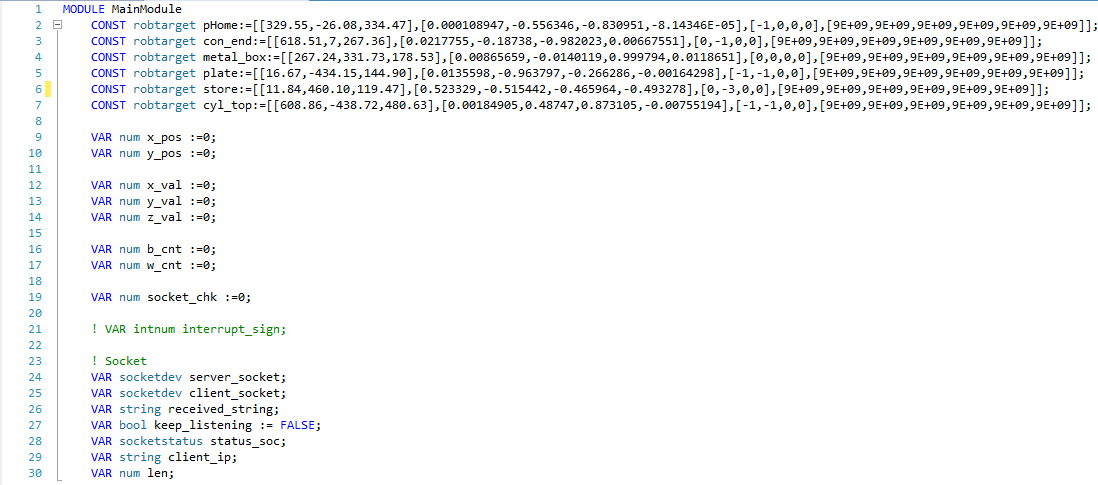 1 MODULE MainModule
2 CONST robtarget pHome:=[[329.55,-26.08,334.47],[0.000108947,-0.556346,-0.830951,-8.14346E-05],[-1,0,0,0],[9E+09,9E+09,9E+09,9E+09,9E+09,9E+09]];
3 CONST robtarget con_end:=[[618.51,7,267.36],[0.0217755,-0.18738,-0.982023,0.00667551],[0,-1,0,0],[9E+09,9E+09,9E+09,9E+09,9E+09,9E+09]];
4 CONST robtarget metal_box:=[[267.24,331.73,178.53],[0.00865659,-0.0140119,0.999794,0.0118651],[0,0,0,0],[9E+09,9E+09,9E+09,9E+09,9E+09,9E+09]];
5 CONST robtarget plate:=[[16.67,-434.15,144.90],[0.0135598,-0.963797,-0.266286,-0.00164298],[-1,-1,0,0],[9E+09,9E+09,9E+09,9E+09,9E+09,9E+09]];
6 CONST robtarget store:=[[11.84,460.10,119.47],[0.523329,-0.515442,-0.465964,-0.493278],[0,-3,0,0],[9E+09,9E+09,9E+09,9E+09,9E+09,9E+09]];
7 CONST robtarget cyl_top:=[[608.86,-438.72,480.63],[0.00184905,0.48747,0.873105,-0.00755194],[-1,-1,0,0],[9E+09,9E+09,9E+09,9E+09,9E+09,9E+09]];
8
9 VAR num x_pos :=0;
10 VAR num y_pos :=0;
11
12 VAR num x_val :=0;
13 VAR num y_val :=0;
14 VAR num z_val :=0;
15
16 VAR num b_cnt :=0;
17 VAR num w_cnt :=0;
18
19 VAR num socket_chk :=0;
20
21 ! VAR intnum interrupt_sign;
22
23 ! Socket
24 VAR socketdev server_socket;
25 VAR socketdev client_socket;
26 VAR string received_string;
27 VAR bool keep_listening := FALSE;
28 VAR socketstatus status_soc;
29 VAR string client_ip;
30 VAR num len;